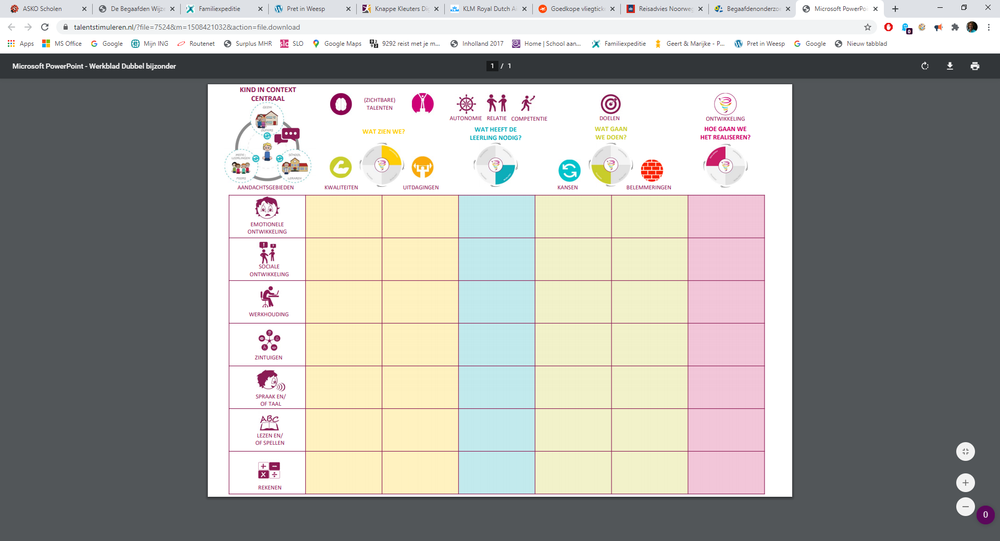 ASKO Scholen
De Begaafden Wijze
Familiexpeditie
Pret in Weesp
Knappe Kleuters Di
KLM Royal Dutch A
Goedkope vliegticke
Reisadvies Noorweg
Begaafdenonderzoe
Microsoft PowerPo
talentstimuleren.nl/?file=7524&m=1508421032&action=file.download
0
Apps
MS Office
Google
Mijn ING
Routenet
Surplus MHR
SLO
Google Maps
9292 reist met je m...
Inholland 2017
Home | School aan...
Familiexpeditie
Geert & Marijke - P...
Pret in Weesp
Google
Nieuw tabblad
Microsoft PowerPoint - Werkblad Dubbel bijzonder
1 / 1
KIND IN CONTEXT
CENTRAAL
GEZIN
OUDERS
MEDE-
LEERLINGEN
PEERS
SCHOOL
LERAREN
AANDACHTSGEBIEDEN
(ZICHTBARE)
TALENTEN
WAT ZIEN WE?
KWALITEITEN
UITDAGINGEN
AUTONOMIE
RELATIE
COMPETENTIE
WAT HEEFT DE
LEERLING NODIG?
DOELEN
WAT GAAN
WE DOEN?
KANSEN
BELEMMERINGEN
ONTWIKKELING
HOE GAAN WE
HET REALISEREN?
EMOTIONELE
ONTWIKKELING
! ?
SOCIALE
ONTWIKKELING
WERKHOUDING
ZINTUIGEN
SPRAAK EN/
OF TAAL
ABC
LEZEN EN/
OF SPELLEN
+ −
x ÷
REKENEN
0